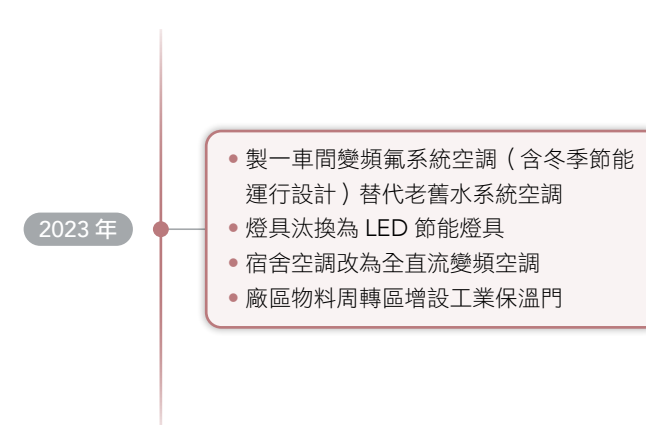 製一車間變頻氟系統空調（含冬季節能
運行設計）替代老舊水系統空調
2023 年
燈具汰換為 LED 節能燈具
宿舍空調改為全直流變頻空調
廠區物料周轉區增設工業保溫門